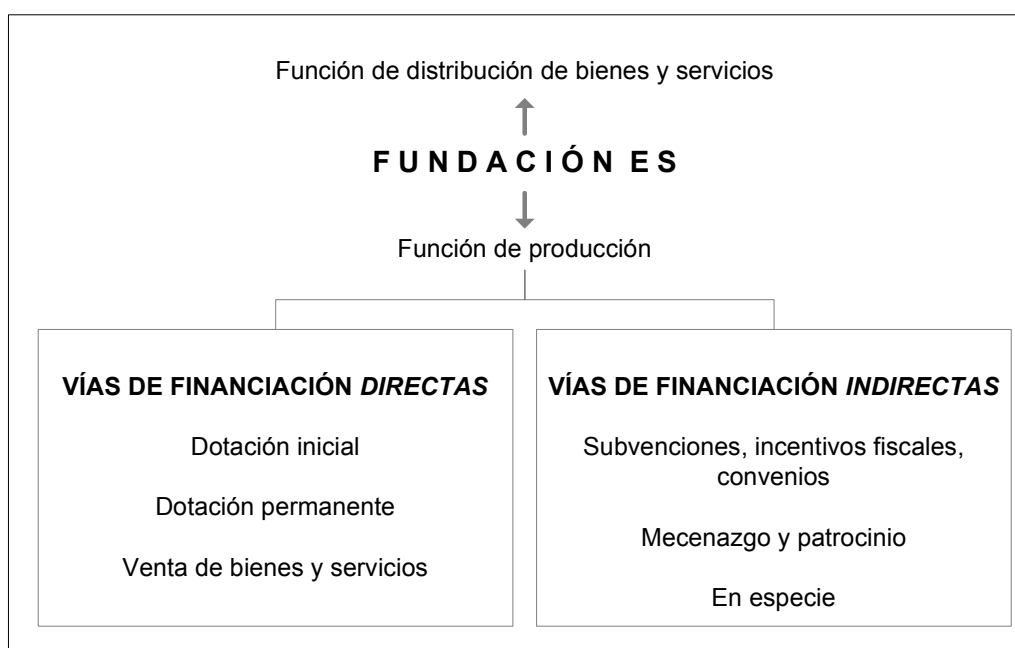 Función de distribución de bienes y servicios
F U N D A C I Ó N E S
Función de producción
VÍAS DE FINANCIACIÓN DIRECTAS
Dotación inicial
Dotación permanente
Venta de bienes y servicios
VÍAS DE FINANCIACIÓN INDIRECTAS
Subvenciones, incentivos fiscales,
convenios
Mecenazgo y patrocinio
En especie